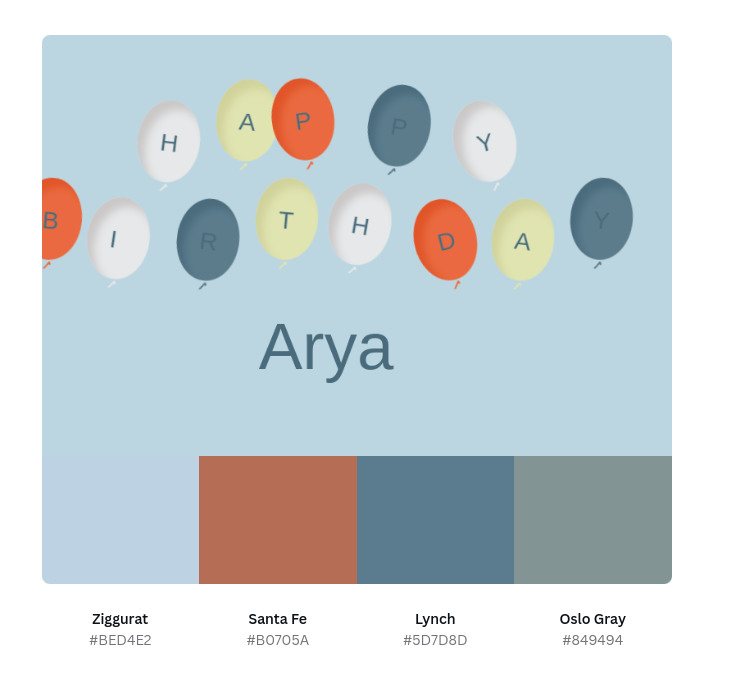 H A P P Y
B I R T H D A Y
Arya
Ziggurat Santa Fe Lynch Oslo Gray
#BED4E2 #B0705A #5D7D8D #849494